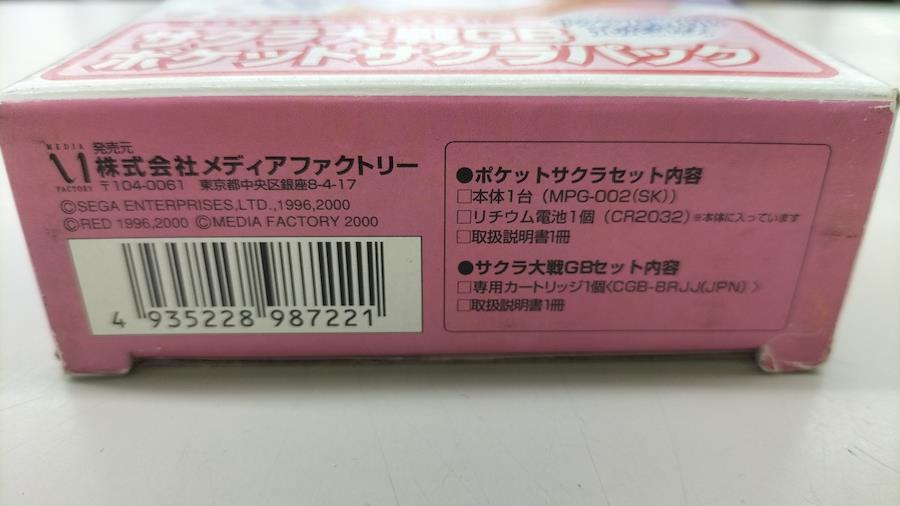 サクラ大戦GB
ポケットサクラパック
MEDIA
FACTORY
発売元
株式会社メディアファクトリー
〒104-0061 東京都中央区銀座8-4-17
©SEGA ENTERPRISES,LTD.,1996,2000
©RED 1996,2000 ©MEDIA FACTORY 2000
4 935228 987221
●ポケットサクラセット内容
□本体1台（MPG-002(SK)）
□リチウム電池1個（CR2032）※本体に入っています
□取扱説明書1冊
●サクラ大戦GBセット内容
□専用カートリッジ1個〈CGB-BRJJ(JPN)〉
□取扱説明書1冊